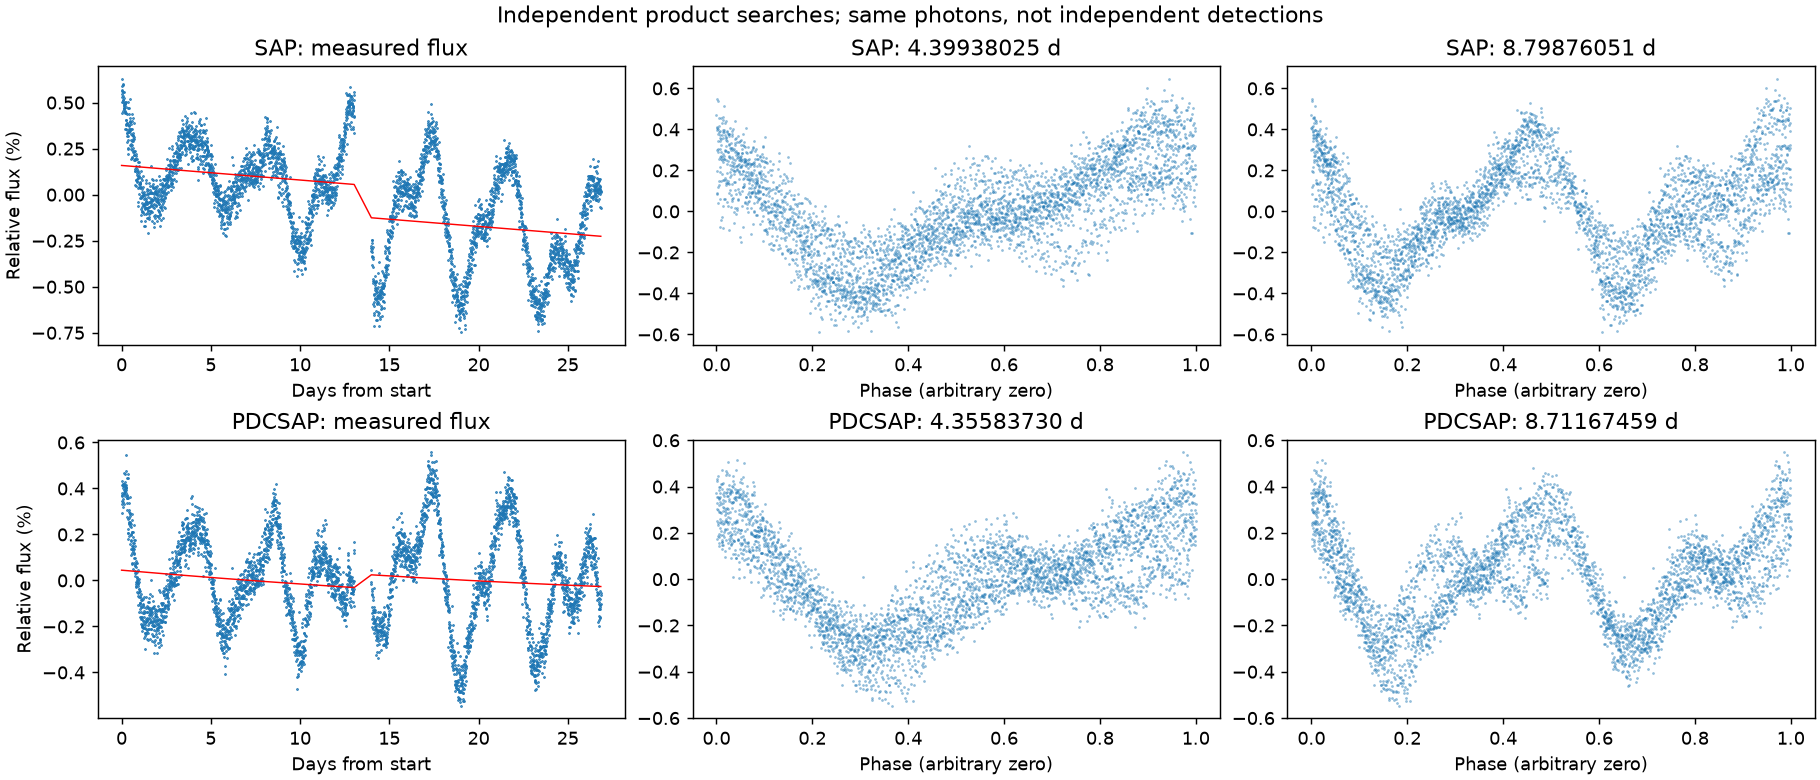 Independent product searches; same photons, not independent detections
SAP: measured flux
SAP: 4.39938025 d
SAP: 8.79876051 d
Relative flux (%)
0.50
0.25
0.00
−0.25
−0.50
−0.75
0 5 10 15 20 25
Days from start
0.6
0.4
0.2
0.0
−0.2
−0.4
−0.6
0.0 0.2 0.4 0.6 0.8 1.0
Phase (arbitrary zero)
0.6
0.4
0.2
0.0
−0.2
−0.4
−0.6
0.0 0.2 0.4 0.6 0.8 1.0
Phase (arbitrary zero)
PDCSAP: measured flux
PDCSAP: 4.35583730 d
PDCSAP: 8.71167459 d
Relative flux (%)
0.6
0.4
0.2
0.0
−0.2
−0.4
0 5 10 15 20 25
Days from start
0.6
0.4
0.2
0.0
−0.2
−0.4
−0.6
0.0 0.2 0.4 0.6 0.8 1.0
Phase (arbitrary zero)
0.6
0.4
0.2
0.0
−0.2
−0.4
−0.6
0.0 0.2 0.4 0.6 0.8 1.0
Phase (arbitrary zero)